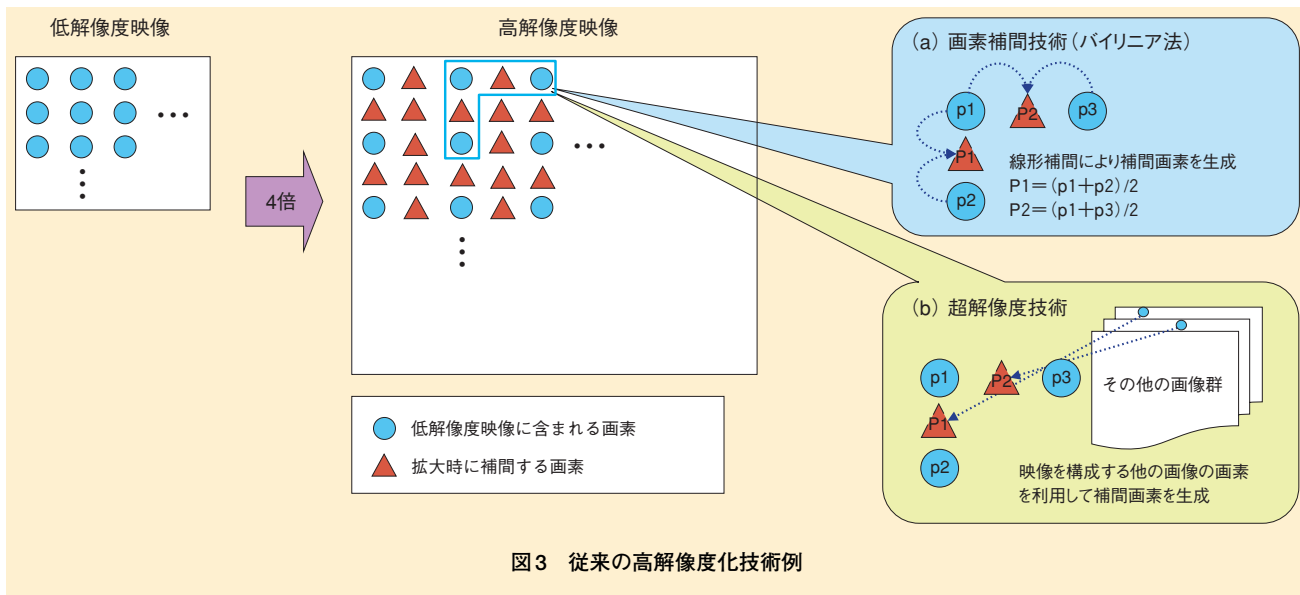 低解像度映像
・・・
4倍
高解像度映像
・・・
低解像度映像に含まれる画素
拡大時に補間する画素
(a) 画素補間技術(バイリニア法)
p1
P2
p3
P1
p2
線形補間により補間画素を生成
P1=(p1+p2)/2
P2=(p1+p3)/2
(b) 超解像度技術
p1
P2
p3
P1
p2
その他の画像群
映像を構成する他の画像の画素
を利用して補間画素を生成
図3 従来の高解像度化技術例